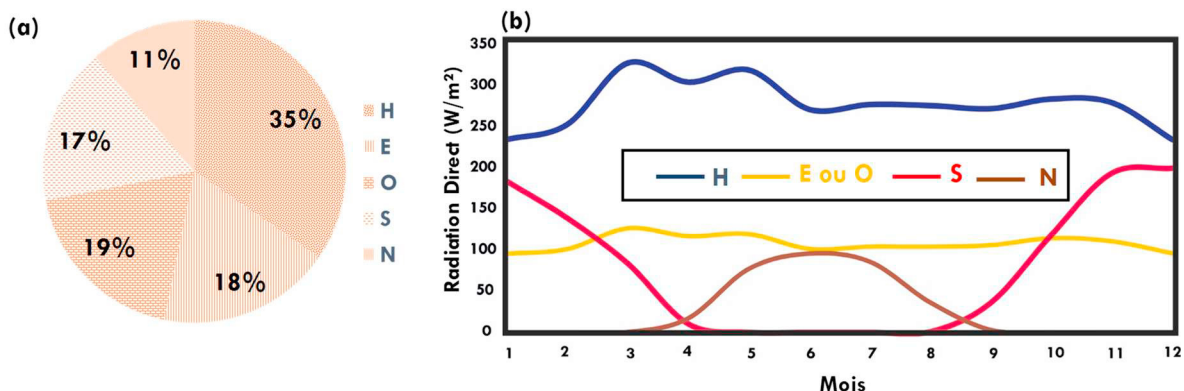 (a)
11%
35%
17%
19%
18%
H
E
O
S
N
(b)
Radiation Direct (W/m²)
350
300
250
200
150
100
50
0
H E ou O S N
1 2 3 4 5 6 7 8 9 10 11 12
Mois